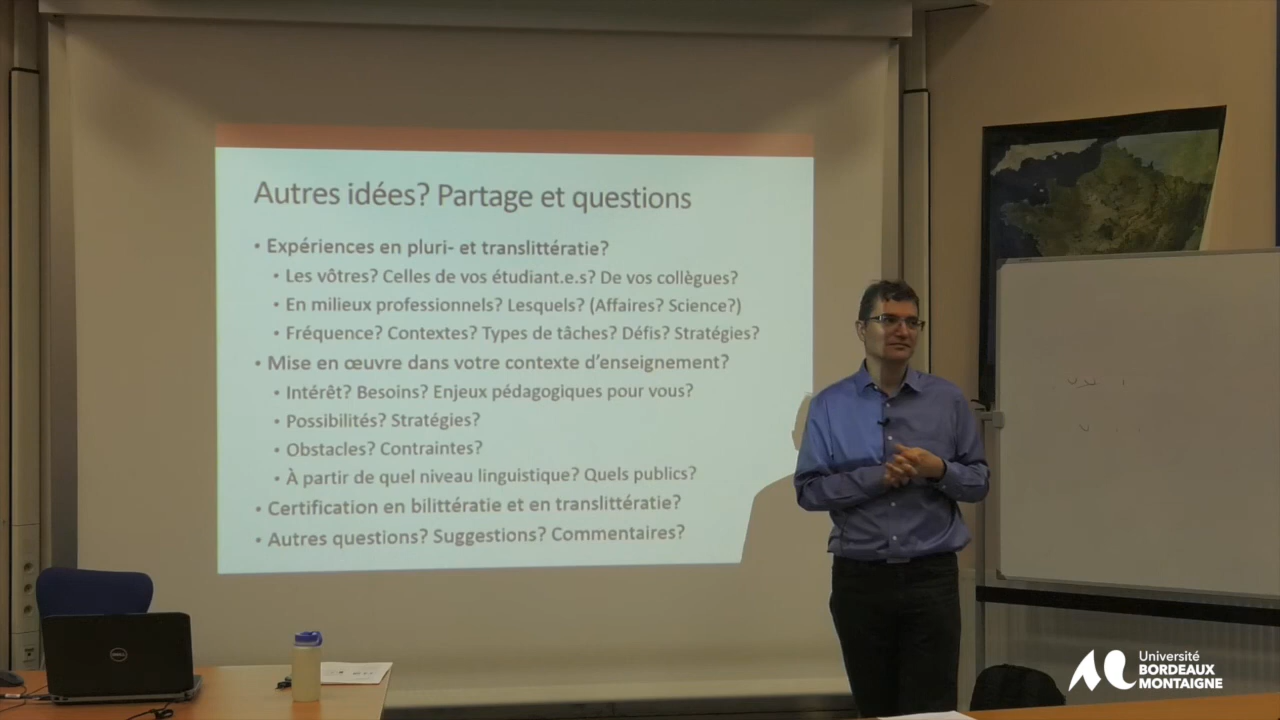 Autres idées? Partage et questions
• Expériences en pluri- et translittératie?
• Les vôtres? Celles de vos étudiant.e.s? De vos collègues?
• En milieux professionnels? Lesquels? (Affaires? Science?)
• Fréquence? Contextes? Types de tâches? Défis? Stratégies?
• Mise en œuvre dans votre contexte d'enseignement?
• Intérêt? Besoins? Enjeux pédagogiques pour vous?
• Possibilités? Stratégies?
• Obstacles? Contraintes?
• À partir de quel niveau linguistique? Quels publics?
• Certification en bilittératie et en translittératie?
• Autres questions? Suggestions? Commentaires?
DELL
Université
BORDEAUX
MONTAIGNE